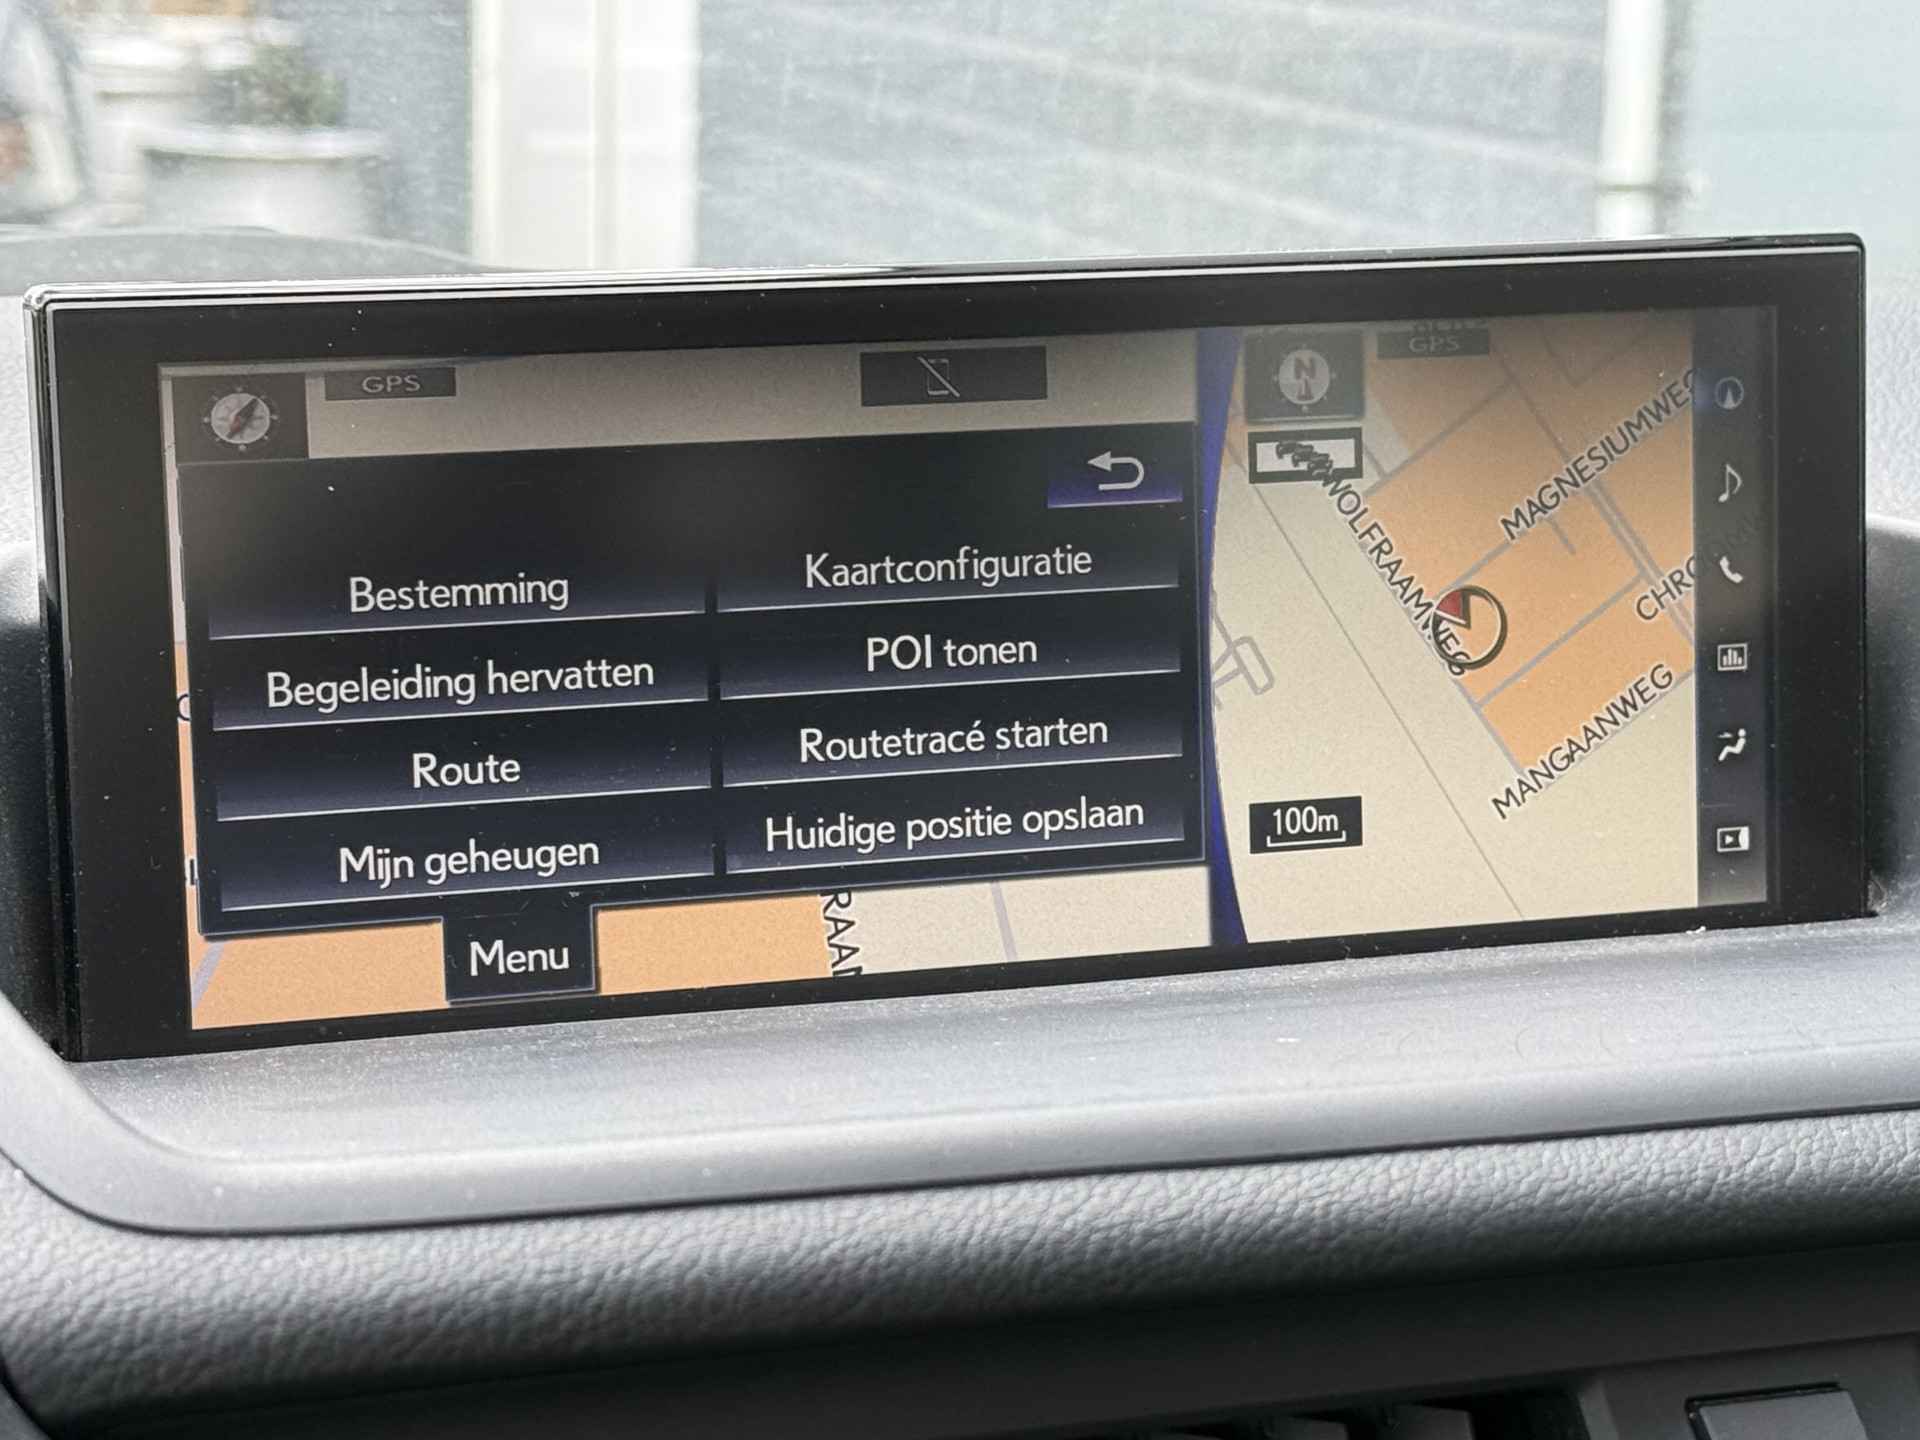 GPS
GPS
N
Bestemming
Kaartconfiguratie
Begeleiding hervatten
POI tonen
Route
Routetracé starten
Mijn geheugen
Huidige positie opslaan
Menu
RAAM
MAGNESIUMWEG
WOLFRAAMWEG
MANGAANWEG
100m